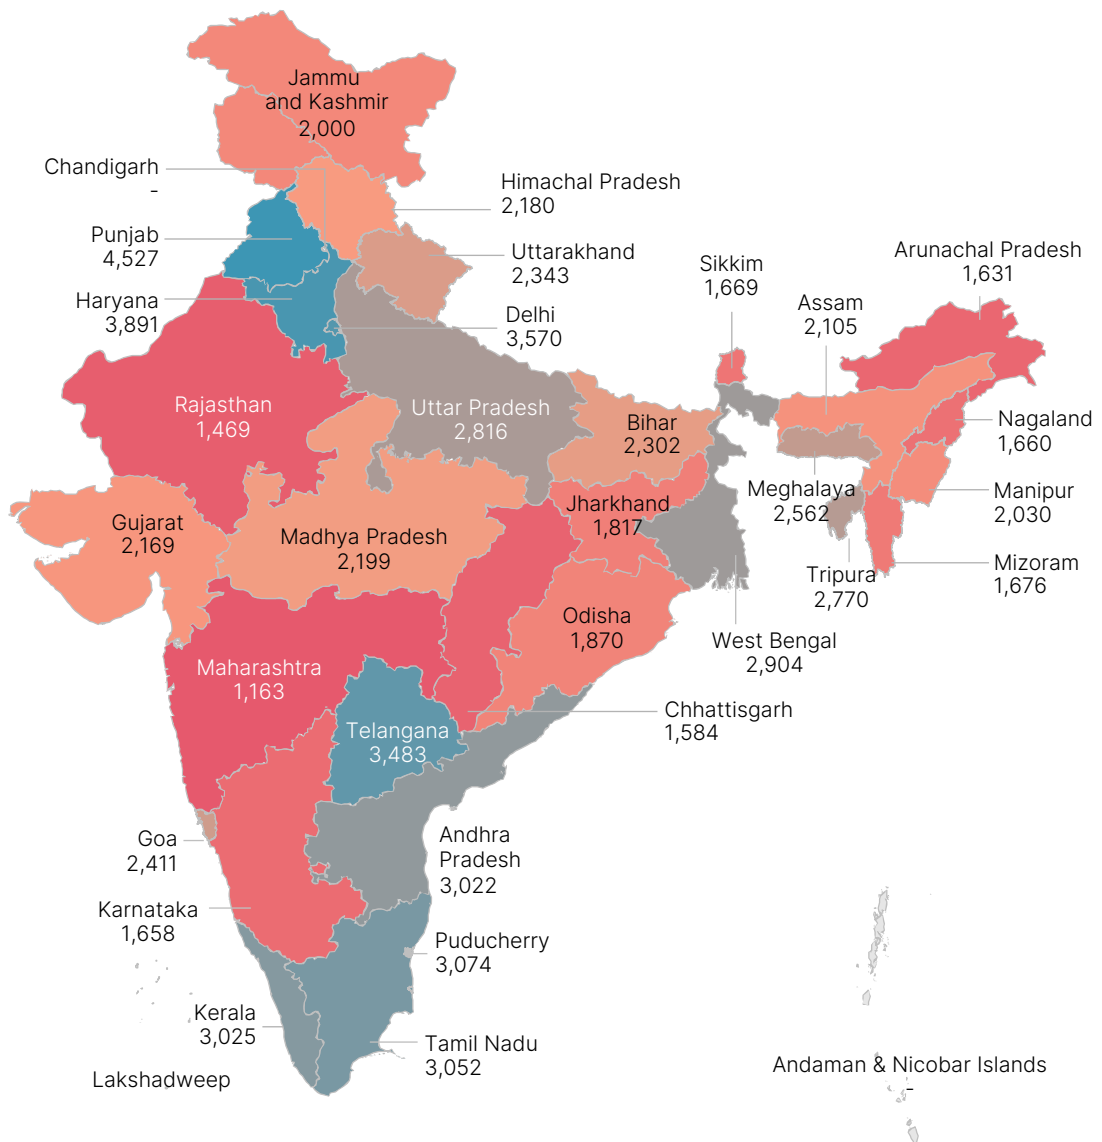 Jammu
and Kashmir
2,000
Chandigarh
-
Himachal Pradesh
2,180
Punjab
4,527
Uttarakhand
2,343
Arunachal Pradesh
1,631
Sikkim
1,669
Haryana
3,891
Assam
2,105
Delhi
3,570
Rajasthan
1,469
Uttar Pradesh
2,816
Bihar
2,302
Nagaland
1,660
Meghalaya
2,562
Manipur
2,030
Jharkhand
1,817
Gujarat
2,169
Madhya Pradesh
2,199
Mizoram
1,676
Tripura
2,770
Odisha
1,870
West Bengal
2,904
Maharashtra
1,163
Chhattisgarh
1,584
Telangana
3,483
Goa
2,411
Andhra
Pradesh
3,022
Karnataka
1,658
Puducherry
3,074
Kerala
3,025
Tamil Nadu
3,052
Lakshadweep
Andaman & Nicobar Islands
-